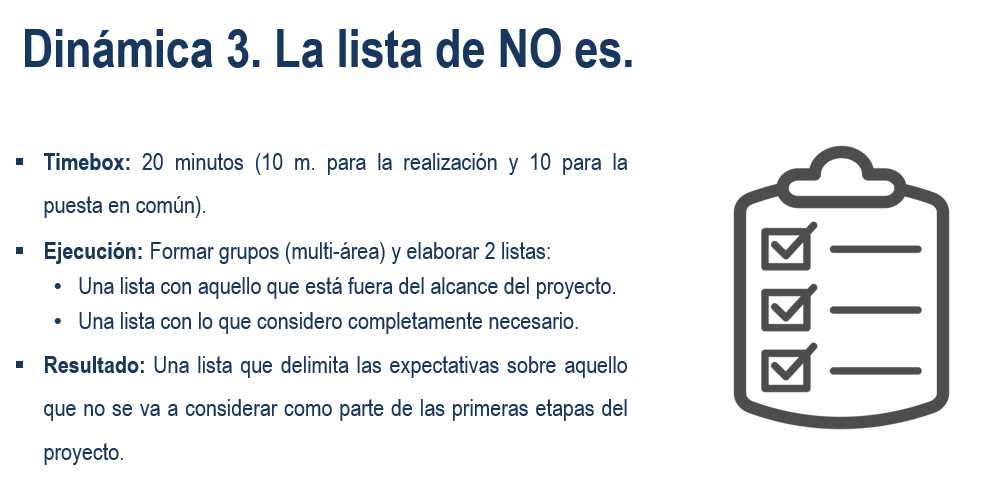 Dinámica 3. La lista de NO es.
▪ Timebox: 20 minutos (10 m. para la realización y 10 para la
puesta en común).
▪ Ejecución: Formar grupos (multi-área) y elaborar 2 listas:
• Una lista con aquello que está fuera del alcance del proyecto.
• Una lista con lo que considero completamente necesario.
▪ Resultado: Una lista que delimita las expectativas sobre aquello
que no se va a considerar como parte de las primeras etapas del
proyecto.